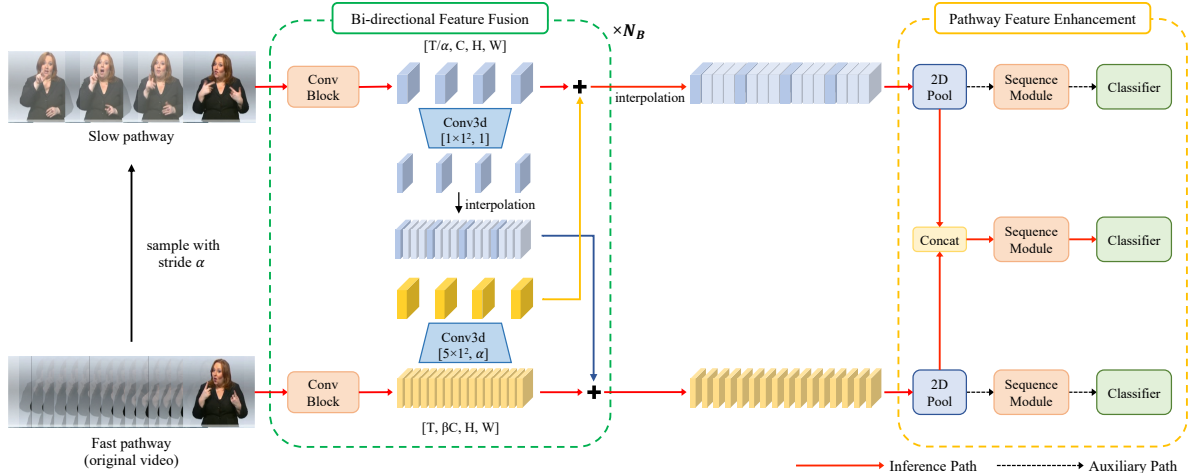 Bi-directional Feature Fusion
×N_B
Pathway Feature Enhancement
[T/α, C, H, W]
Conv
Block
interpolation
2D
Pool
Sequence
Module
Classifier
Slow pathway
Conv3d
[1×1², 1]
interpolation
sample with
stride α
Concat
Sequence
Module
Classifier
Conv3d
[5×1², α]
Conv
Block
2D
Pool
Sequence
Module
Classifier
[T, βC, H, W]
Fast pathway
(original video)
Inference Path
Auxiliary Path